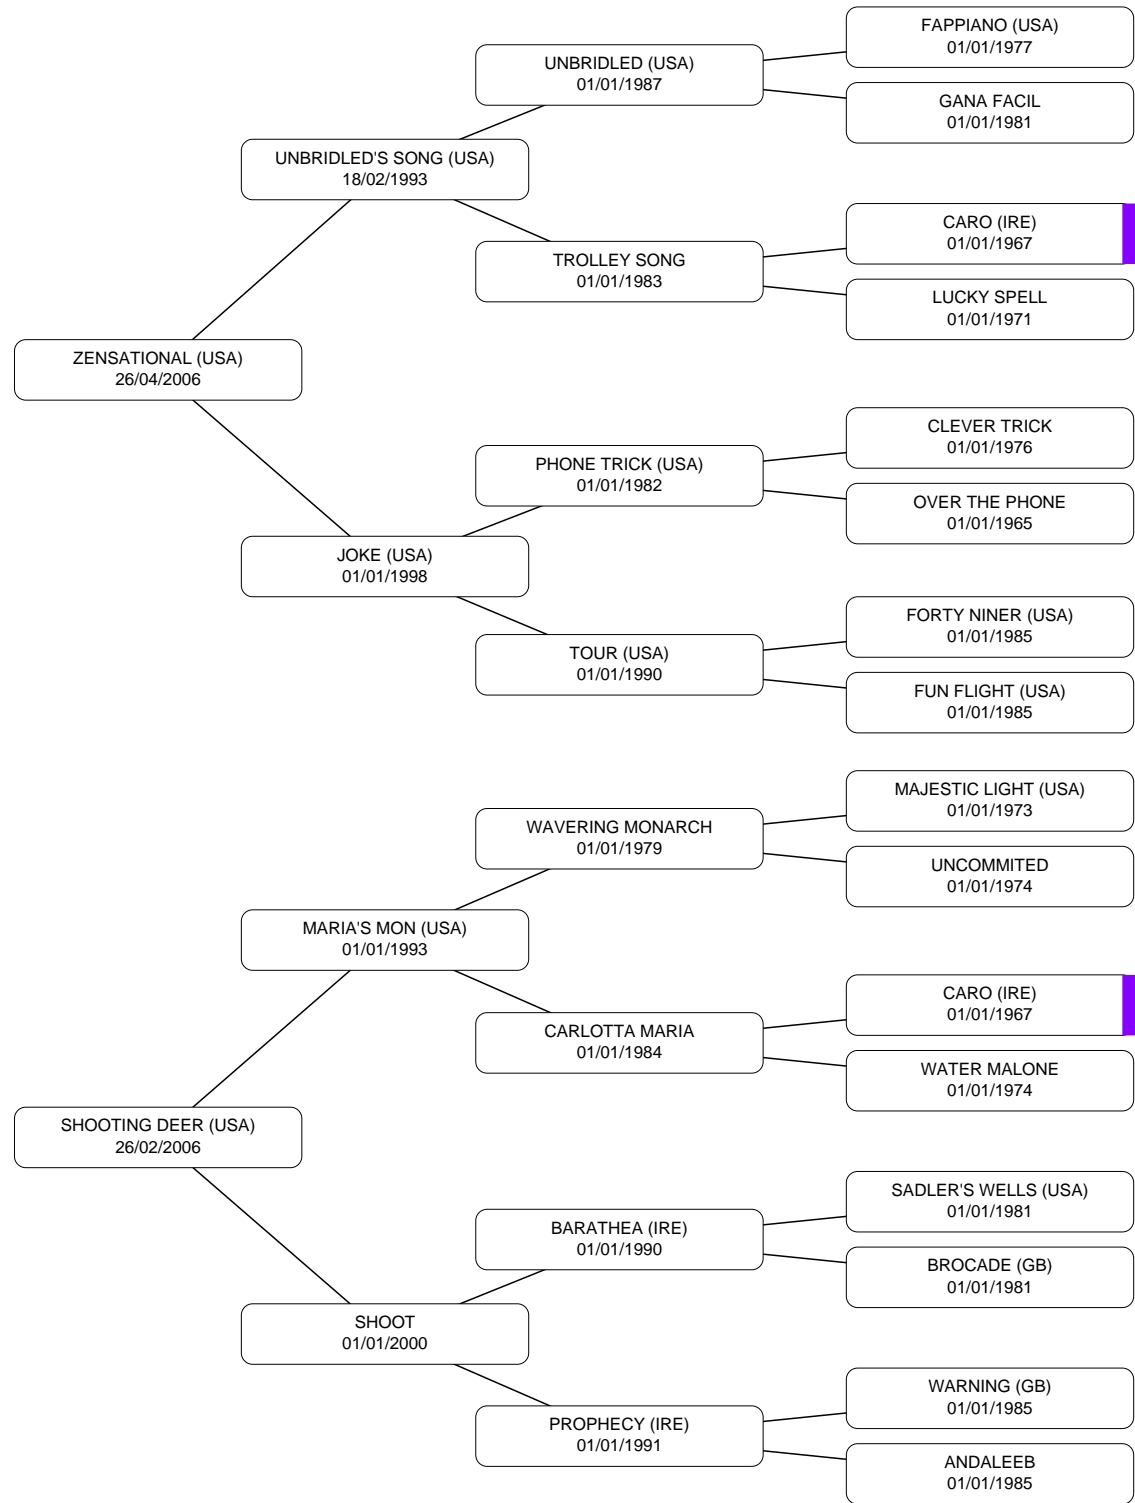 FAPPIANO (USA)
01/01/1977
UNBRIDLED (USA)
01/01/1987
GANA FACIL
01/01/1981
UNBRIDLED'S SONG (USA)
18/02/1993
CARO (IRE)
01/01/1967
TROLLEY SONG
01/01/1983
LUCKY SPELL
01/01/1971
ZENSATIONAL (USA)
26/04/2006
CLEVER TRICK
01/01/1976
PHONE TRICK (USA)
01/01/1982
OVER THE PHONE
01/01/1965
JOKE (USA)
01/01/1998
FORTY NINER (USA)
01/01/1985
TOUR (USA)
01/01/1990
FUN FLIGHT (USA)
01/01/1985
MAJESTIC LIGHT (USA)
01/01/1973
WAVERING MONARCH
01/01/1979
UNCOMMITED
01/01/1974
MARIA'S MON (USA)
01/01/1993
CARO (IRE)
01/01/1967
CARLOTTA MARIA
01/01/1984
WATER MALONE
01/01/1974
SHOOTING DEER (USA)
26/02/2006
SADLER'S WELLS (USA)
01/01/1981
BARATHEA (IRE)
01/01/1990
BROCADE (GB)
01/01/1981
SHOOT
01/01/2000
WARNING (GB)
01/01/1985
PROPHECY (IRE)
01/01/1991
ANDALEEB
01/01/1985